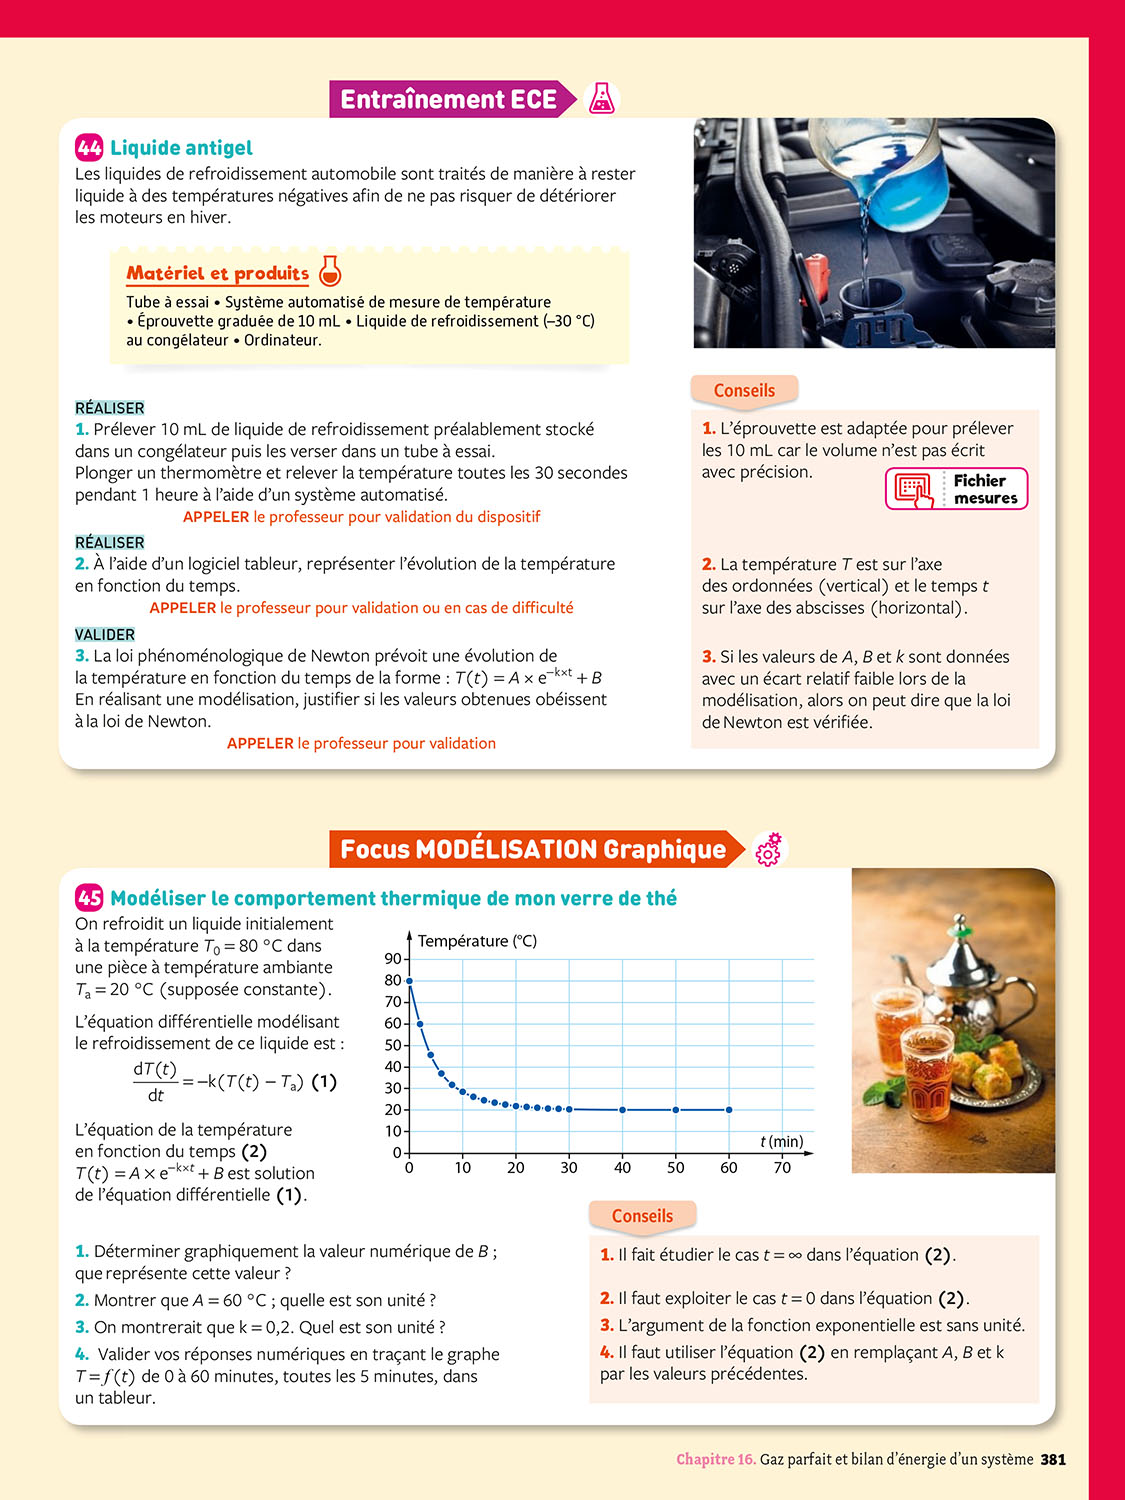 Entraînement ECE
44 Liquide antigel
Les liquides de refroidissement automobile sont traités de manière à rester
liquide à des températures négatives afin de ne pas risquer de détériorer
les moteurs en hiver.
Matériel et produits
Tube à essai • Système automatisé de mesure de température
• Éprouvette graduée de 10 mL • Liquide de refroidissement (–30 °C)
au congélateur • Ordinateur.
RÉALISER
1. Prélever 10 mL de liquide de refroidissement préalablement stocké
dans un congélateur puis les verser dans un tube à essai.
Plonger un thermomètre et relever la température toutes les 30 secondes
pendant 1 heure à l'aide d'un système automatisé.
APPELER le professeur pour validation du dispositif
RÉALISER
2. À l'aide d'un logiciel tableur, représenter l'évolution de la température
en fonction du temps.
APPELER le professeur pour validation ou en cas de difficulté
VALIDER
3. La loi phénoménologique de Newton prévoit une évolution de
la température en fonction du temps de la forme : T(t) = A × e^–k×t + B
En réalisant une modélisation, justifier si les valeurs obtenues obéissent
à la loi de Newton.
APPELER le professeur pour validation
Conseils
1. L'éprouvette est adaptée pour prélever
les 10 mL car le volume n'est pas écrit
avec précision.
Fichier
mesures
2. La température T est sur l'axe
des ordonnées (vertical) et le temps t
sur l'axe des abscisses (horizontal).
3. Si les valeurs de A, B et k sont données
avec un écart relatif faible lors de la
modélisation, alors on peut dire que la loi
de Newton est vérifiée.
Focus MODÉLISATION Graphique
45 Modéliser le comportement thermique de mon verre de thé
On refroidit un liquide initialement
à la température T0 = 80 °C dans
une pièce à température ambiante
Ta = 20 °C (supposée constante).
L'équation différentielle modélisant
le refroidissement de ce liquide est :
dT(t)
dt
= –k(T(t) – Ta) (1)
L'équation de la température
en fonction du temps (2)
T(t) = A × e^–k×t + B est solution
de l'équation différentielle (1).
Température (°C)
90
80
70
60
50
40
30
20
10
0
t (min)
0 10 20 30 40 50 60 70
1. Déterminer graphiquement la valeur numérique de B ;
que représente cette valeur ?
2. Montrer que A = 60 °C ; quelle est son unité ?
3. On montrerait que k = 0,2. Quel est son unité ?
4. Valider vos réponses numériques en traçant le graphe
T = f(t) de 0 à 60 minutes, toutes les 5 minutes, dans
un tableur.
Conseils
1. Il fait étudier le cas t = ∞ dans l'équation (2).
2. Il faut exploiter le cas t = 0 dans l'équation (2).
3. L'argument de la fonction exponentielle est sans unité.
4. Il faut utiliser l'équation (2) en remplaçant A, B et k
par les valeurs précédentes.
Chapitre 16. Gaz parfait et bilan d'énergie d'un système 381